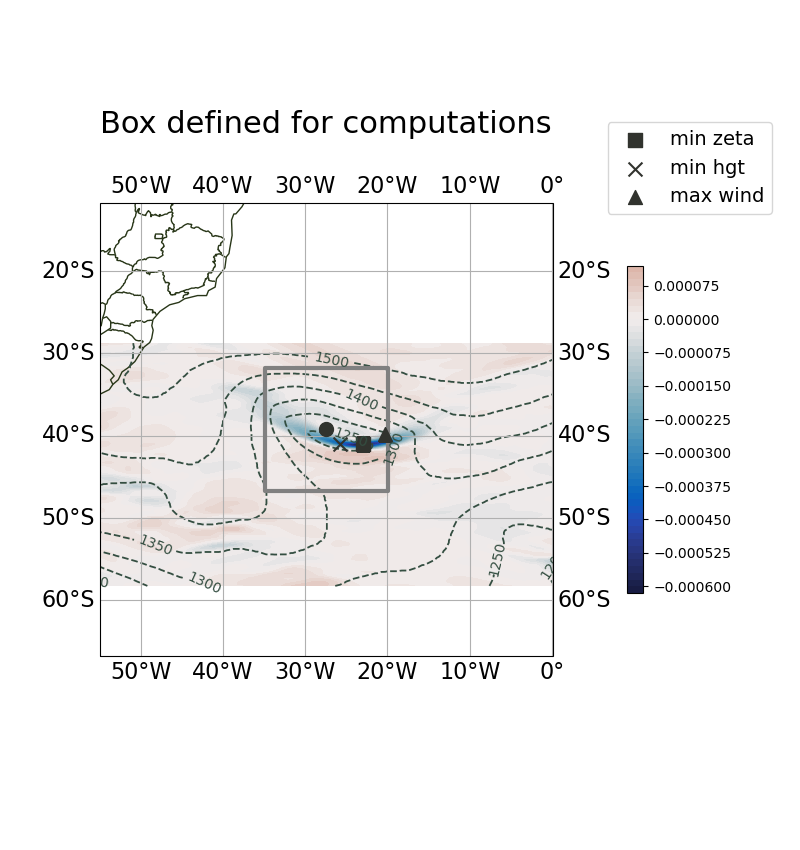 Box defined for computations
min zeta
min hgt
max wind
50°W 40°W 30°W 20°W 10°W 0°
20°S 20°S
30°S 30°S
40°S 40°S
50°S 50°S
60°S 60°S
50°W 40°W 30°W 20°W 10°W 0°
1500
1400
1300
1350
1300
1250
0.000075
0.000000
−0.000075
−0.000150
−0.000225
−0.000300
−0.000375
−0.000450
−0.000525
−0.000600